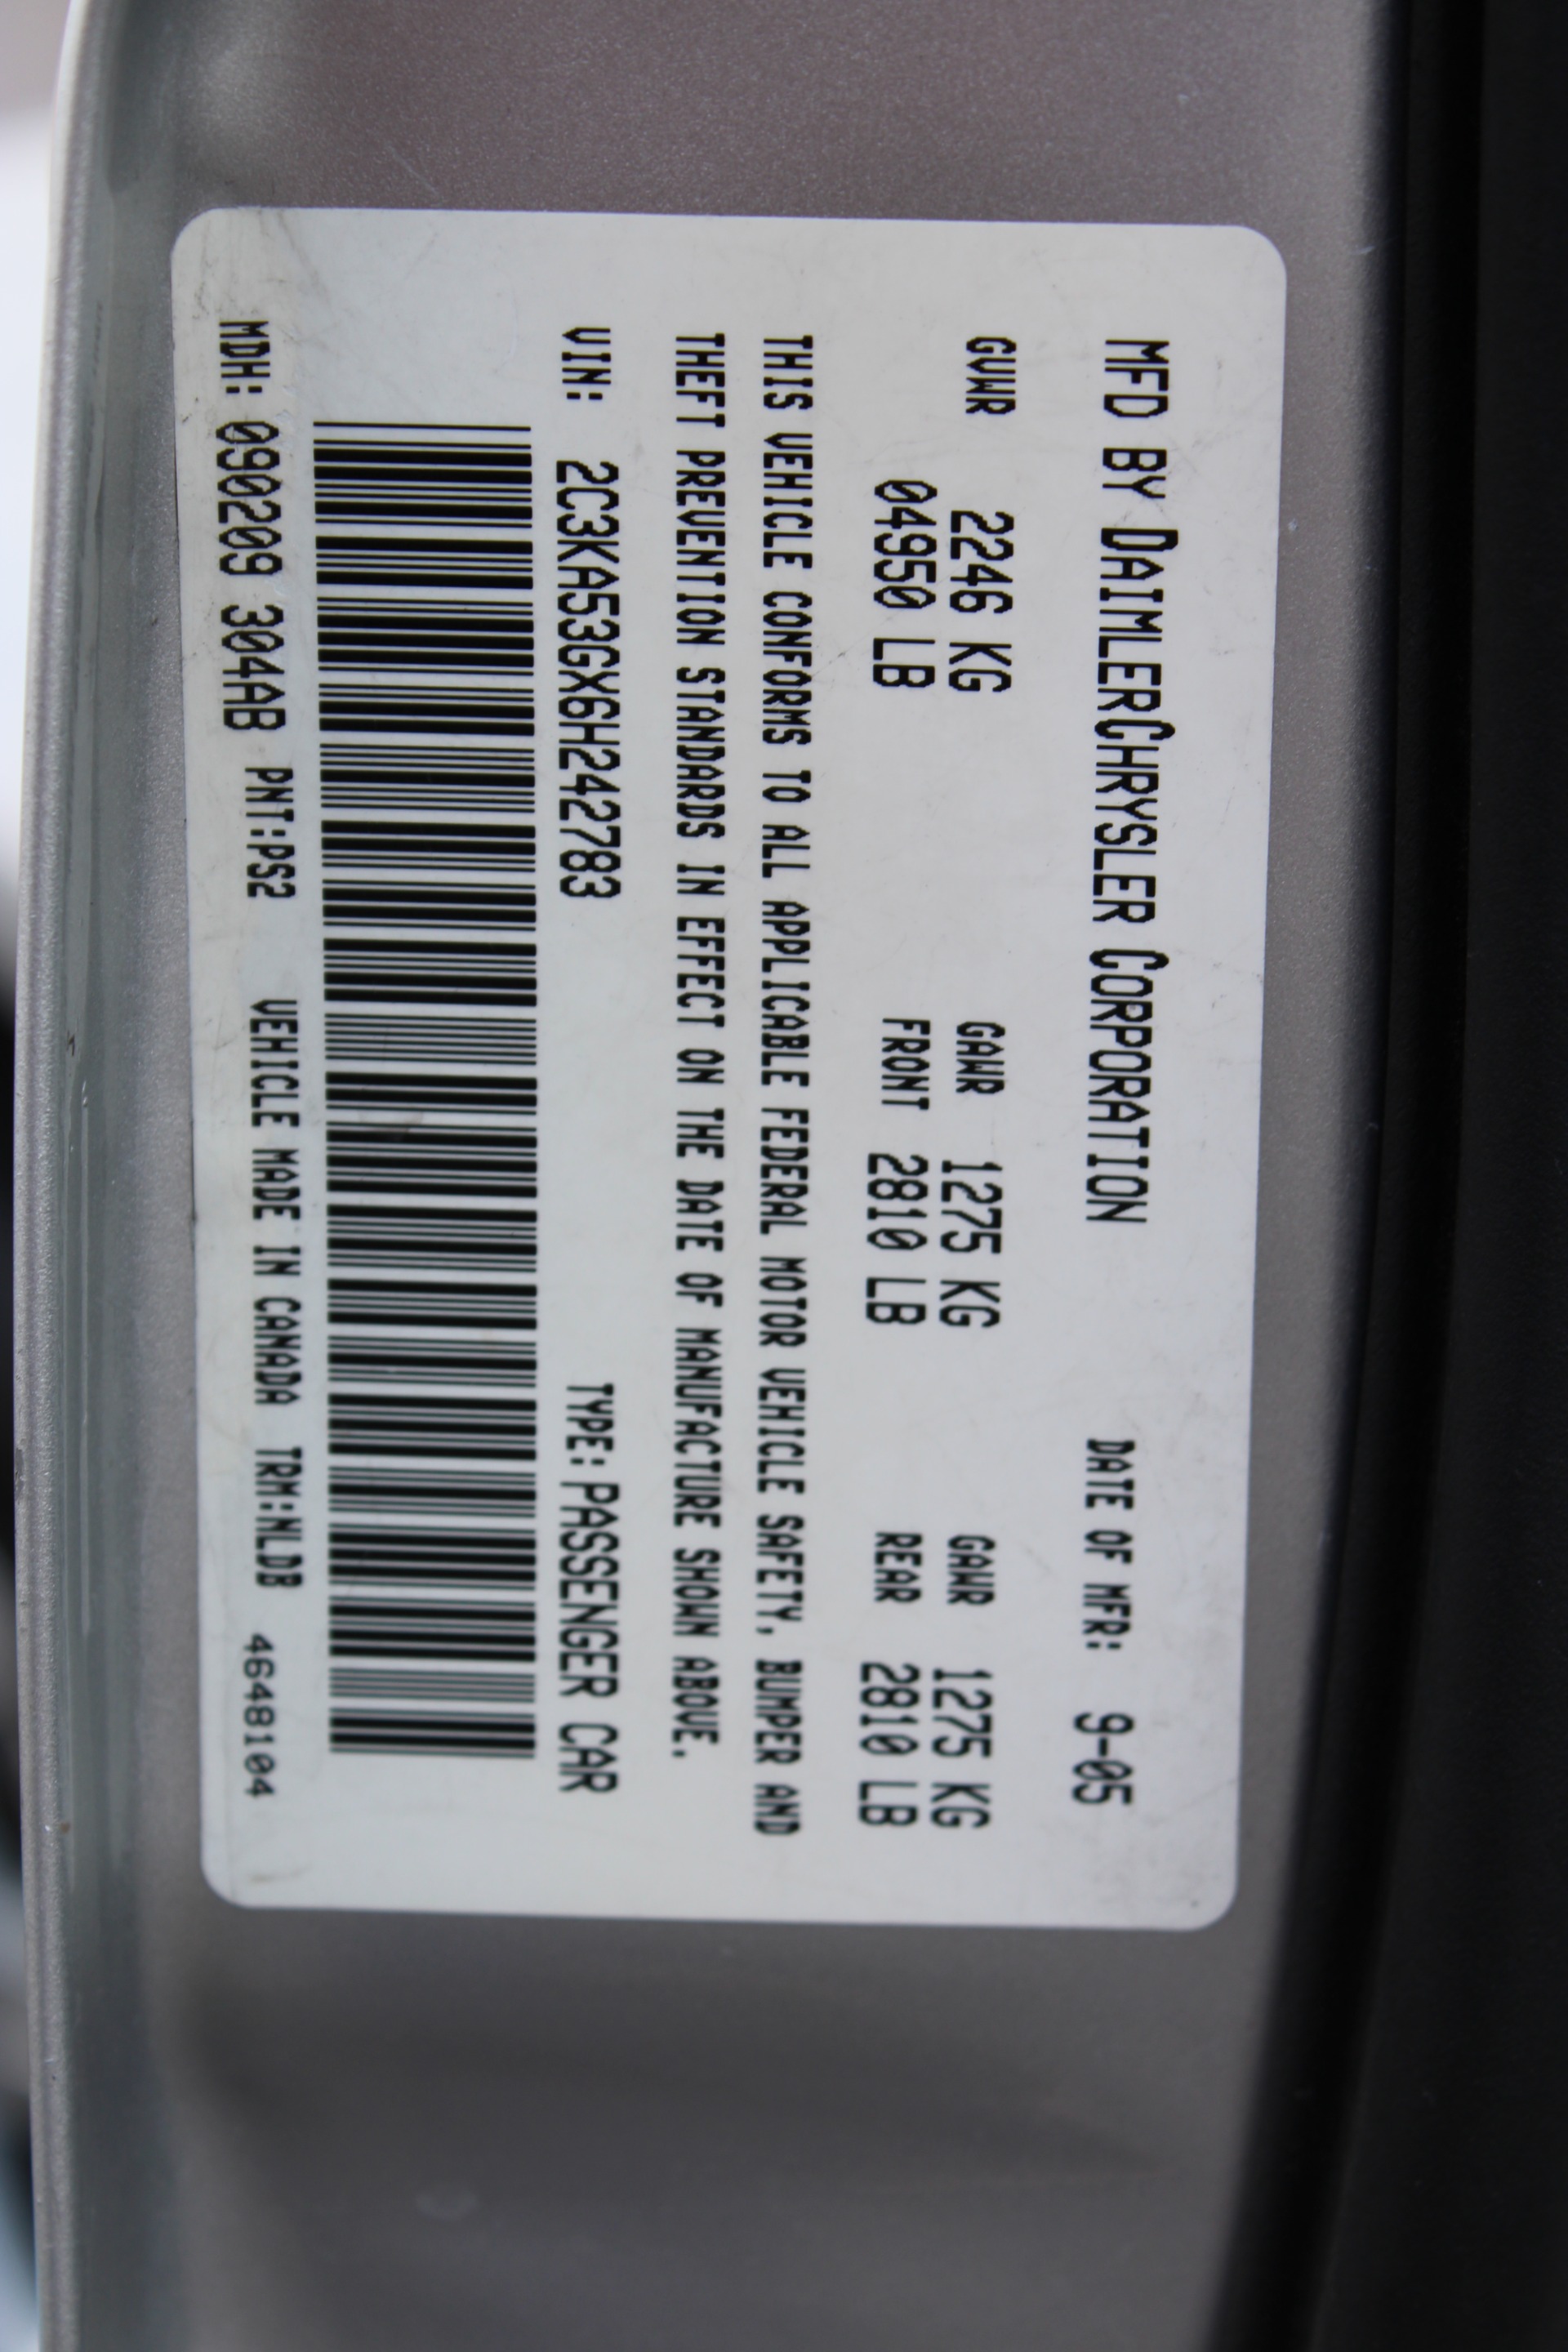 MFD BY DAIMLERCHRYSLER CORPORATION DATE OF MFR: 9-05
GVWR 2246 KG GAWR 1275 KG GAWR 1275 KG
04950 LB FRONT 2810 LB REAR 2810 LB
THIS VEHICLE CONFORMS TO ALL APPLICABLE FEDERAL MOTOR VEHICLE SAFETY, BUMPER AND
THEFT PREVENTION STANDARDS IN EFFECT ON THE DATE OF MANUFACTURE SHOWN ABOVE.
VIN: 2C3KA53GX6H242783 TYPE: PASSENGER CAR
MDH: 090209 304AB PNT:PS2 VEHICLE MADE IN CANADA TRM:NLDB 4648104